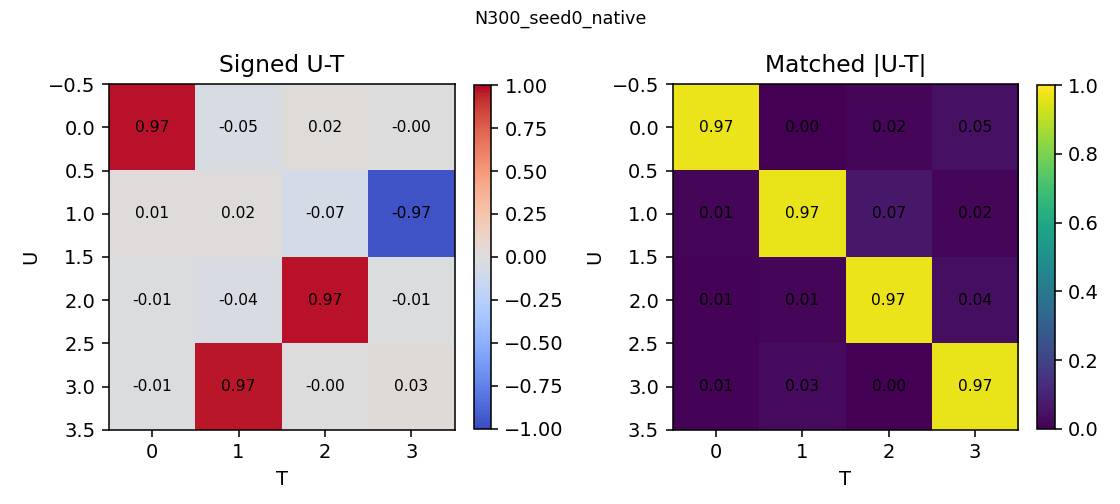 N300_seed0_native
Signed U-T
−0.5
0.0
0.5
1.0
1.5
2.0
2.5
3.0
3.5
U
0.97 -0.05 0.02 -0.00
0.01 0.02 -0.07 -0.97
-0.01 -0.04 0.97 -0.01
-0.01 0.97 -0.00 0.03
0 1 2 3
T
1.00
0.75
0.50
0.25
0.00
−0.25
−0.50
−0.75
−1.00
Matched |U-T|
−0.5
0.0
0.5
1.0
1.5
2.0
2.5
3.0
3.5
U
0.97 0.00 0.02 0.05
0.01 0.97 0.07 0.02
0.01 0.01 0.97 0.04
0.01 0.03 0.00 0.97
0 1 2 3
T
1.0
0.8
0.6
0.4
0.2
0.0